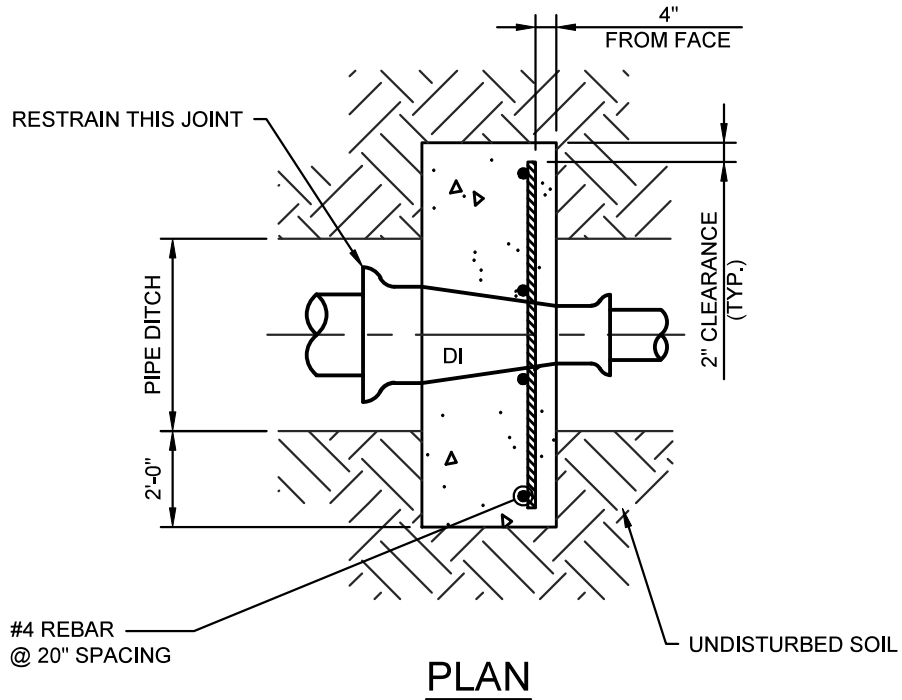 4"
FROM FACE
RESTRAIN THIS JOINT
2" CLEARANCE
(TYP.)
PIPE DITCH
DI
2'-0"
#4 REBAR
@ 20" SPACING
UNDISTURBED SOIL
PLAN